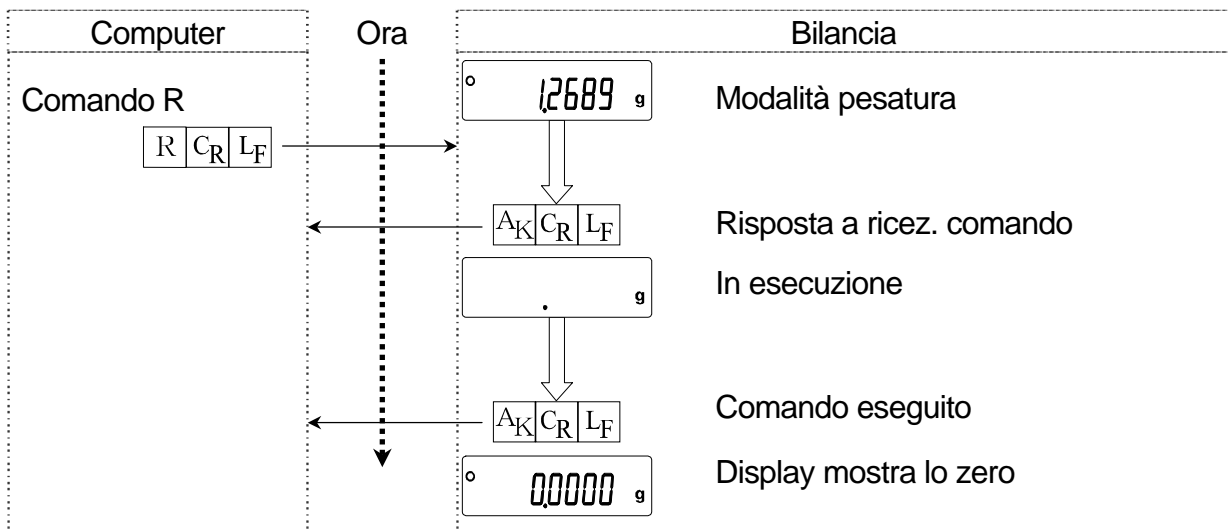 Computer Ora Bilancia
1.2689 g Modalità pesatura
Comando R
R CR LF
AK CR LF Risposta a ricez. comando
. g In esecuzione
AK CR LF Comando eseguito
0.0000 g Display mostra lo zero